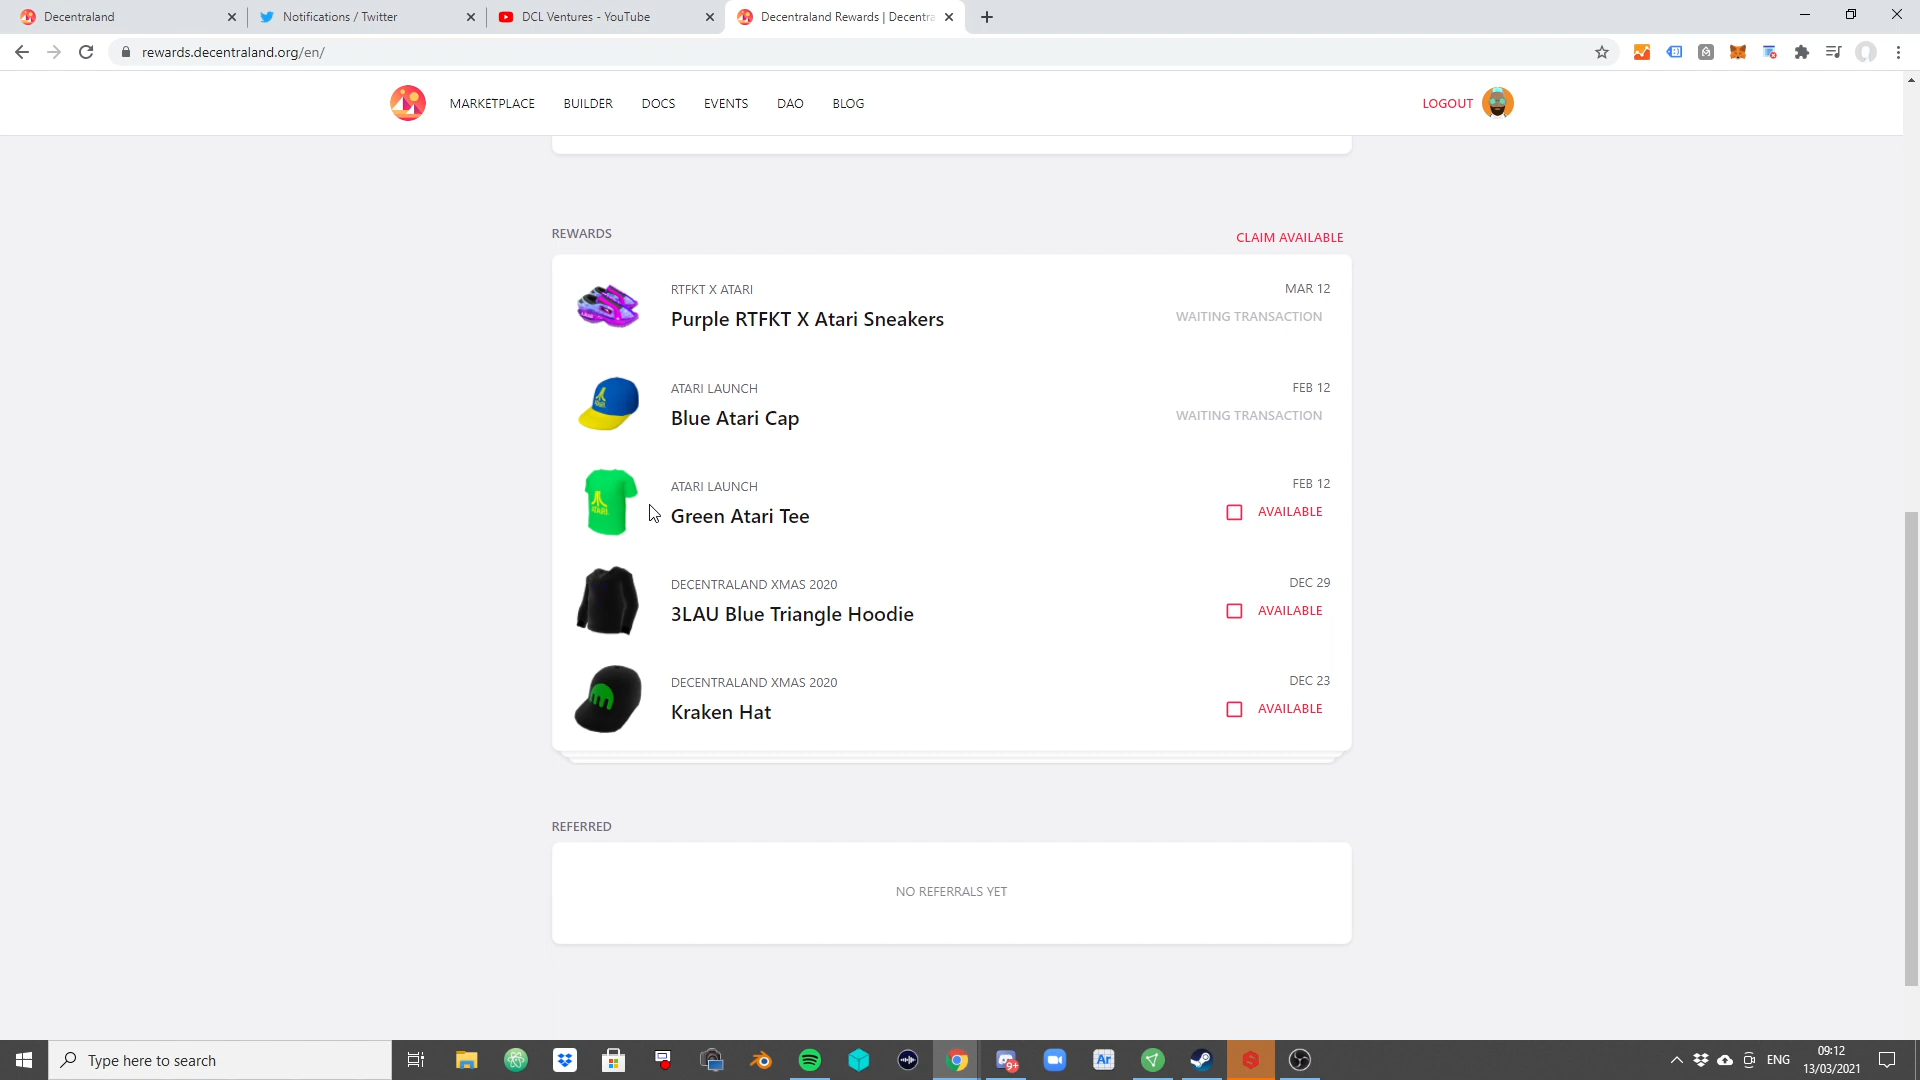 Decentraland
Notifications / Twitter
DCL Ventures - YouTube
Decentraland Rewards | Decentra
rewards.decentraland.org/en/
MARKETPLACE BUILDER DOCS EVENTS DAO BLOG
LOGOUT
REWARDS
CLAIM AVAILABLE
RTFKT X ATARI
MAR 12
Purple RTFKT X Atari Sneakers
WAITING TRANSACTION
ATARI LAUNCH
FEB 12
Blue Atari Cap
WAITING TRANSACTION
ATARI LAUNCH
FEB 12
Green Atari Tee
AVAILABLE
DECENTRALAND XMAS 2020
DEC 29
3LAU Blue Triangle Hoodie
AVAILABLE
DECENTRALAND XMAS 2020
DEC 23
Kraken Hat
AVAILABLE
REFERRED
NO REFERRALS YET
Type here to search
Ar
9+
ENG
09:12
13/03/2021